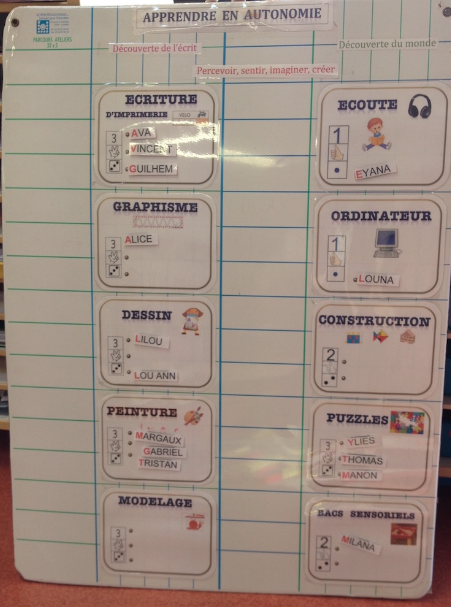 APPRENDRE EN AUTONOMIE
PARCOURS ATELIERS
Découverte de l'écrit
Découverte du monde
Percevoir, sentir, imaginer, créer
ECRITURE
D'IMPRIMERIE
3
AVA
VINCENT
GUILHEM
GRAPHISME
3
ALICE
DESSIN
3
LILOU
LOU ANN
PEINTURE
3
MARGAUX
GABRIEL
TRISTAN
MODELAGE
3
ECOUTE
1
EYANA
ORDINATEUR
1
LOUNA
CONSTRUCTION
2
PUZZLES
3
YLIES
THOMAS
MANON
BACS SENSORIELS
2
MILANA